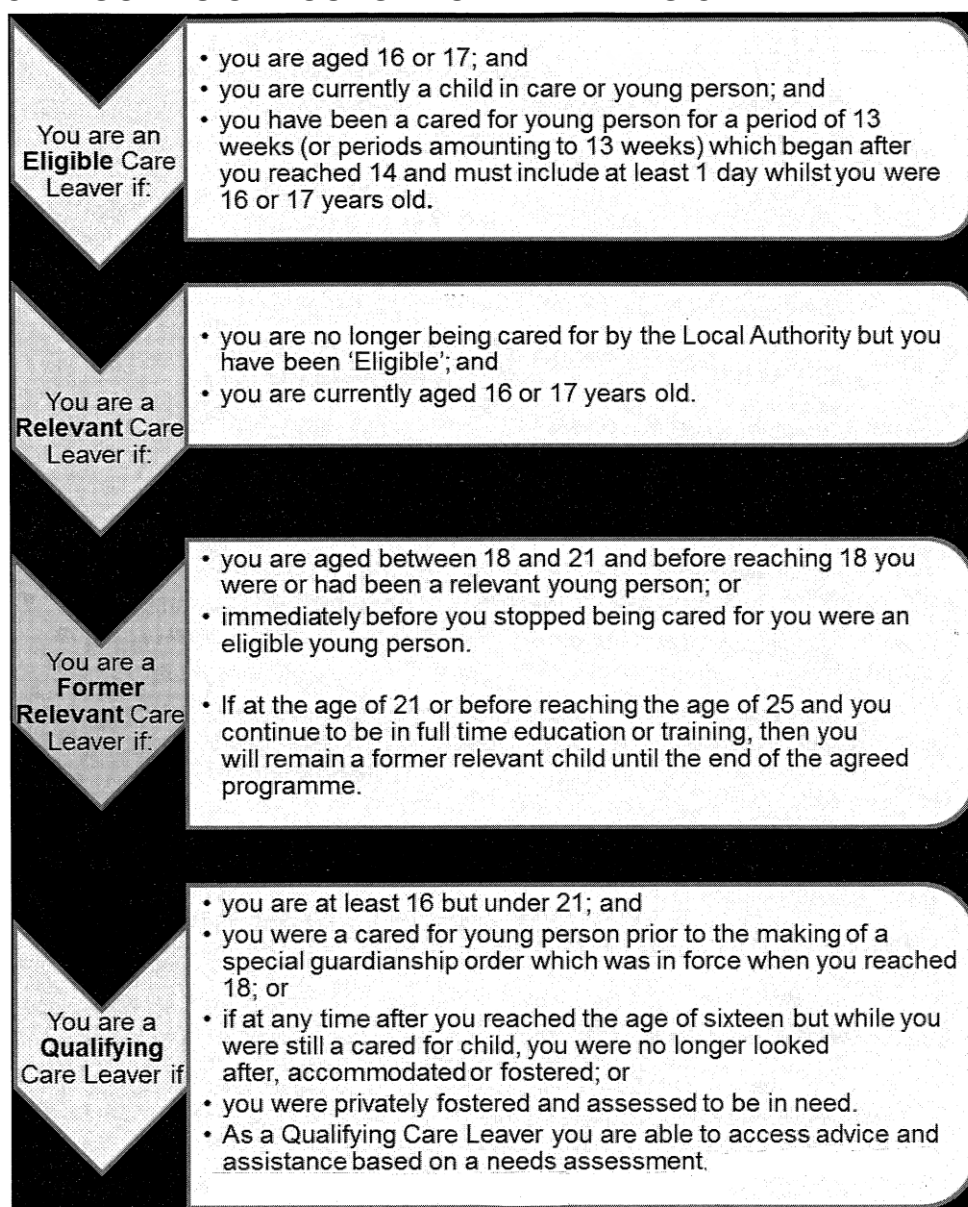 • you are aged 16 or 17; and
• you are currently a child in care or young person; and
• you have been a cared for young person for a period of 13
weeks (or periods amounting to 13 weeks) which began after
you reached 14 and must include at least 1 day whilst you were
16 or 17 years old.
You are an
Eligible Care
Leaver if:
• you are no longer being cared for by the Local Authority but you
have been 'Eligible'; and
• you are currently aged 16 or 17 years old.
You are a
Relevant Care
Leaver if:
• you are aged between 18 and 21 and before reaching 18 you
were or had been a relevant young person; or
• immediately before you stopped being cared for you were an
eligible young person.
• If at the age of 21 or before reaching the age of 25 and you
continue to be in full time education or training, then you
will remain a former relevant child until the end of the agreed
programme.
You are a
Former
Relevant Care
Leaver if:
• you are at least 16 but under 21; and
• you were a cared for young person prior to the making of a
special guardianship order which was in force when you reached
18; or
• if at any time after you reached the age of sixteen but while you
were still a cared for child, you were no longer looked
after, accommodated or fostered; or
• you were privately fostered and assessed to be in need.
• As a Qualifying Care Leaver you are able to access advice and
assistance based on a needs assessment.
You are a
Qualifying
Care Leaver if